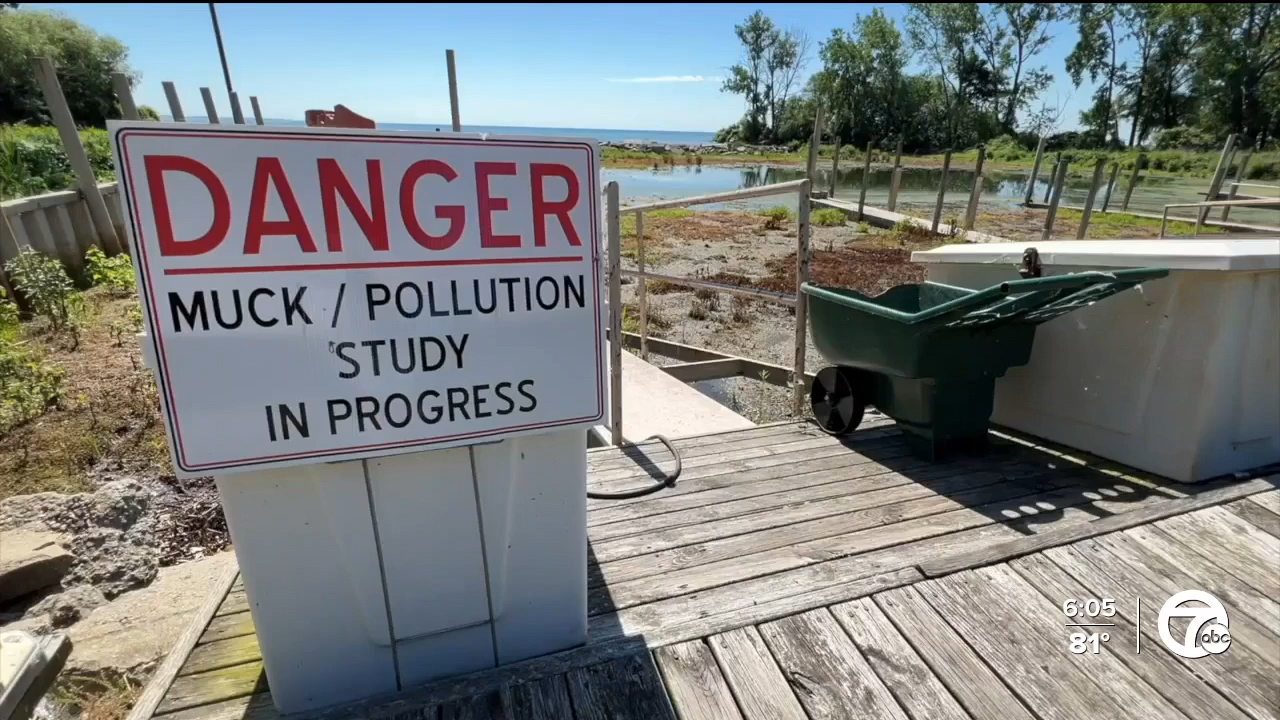 DANGER
MUCK / POLLUTION
STUDY
IN PROGRESS
6:05
81°
7 abc